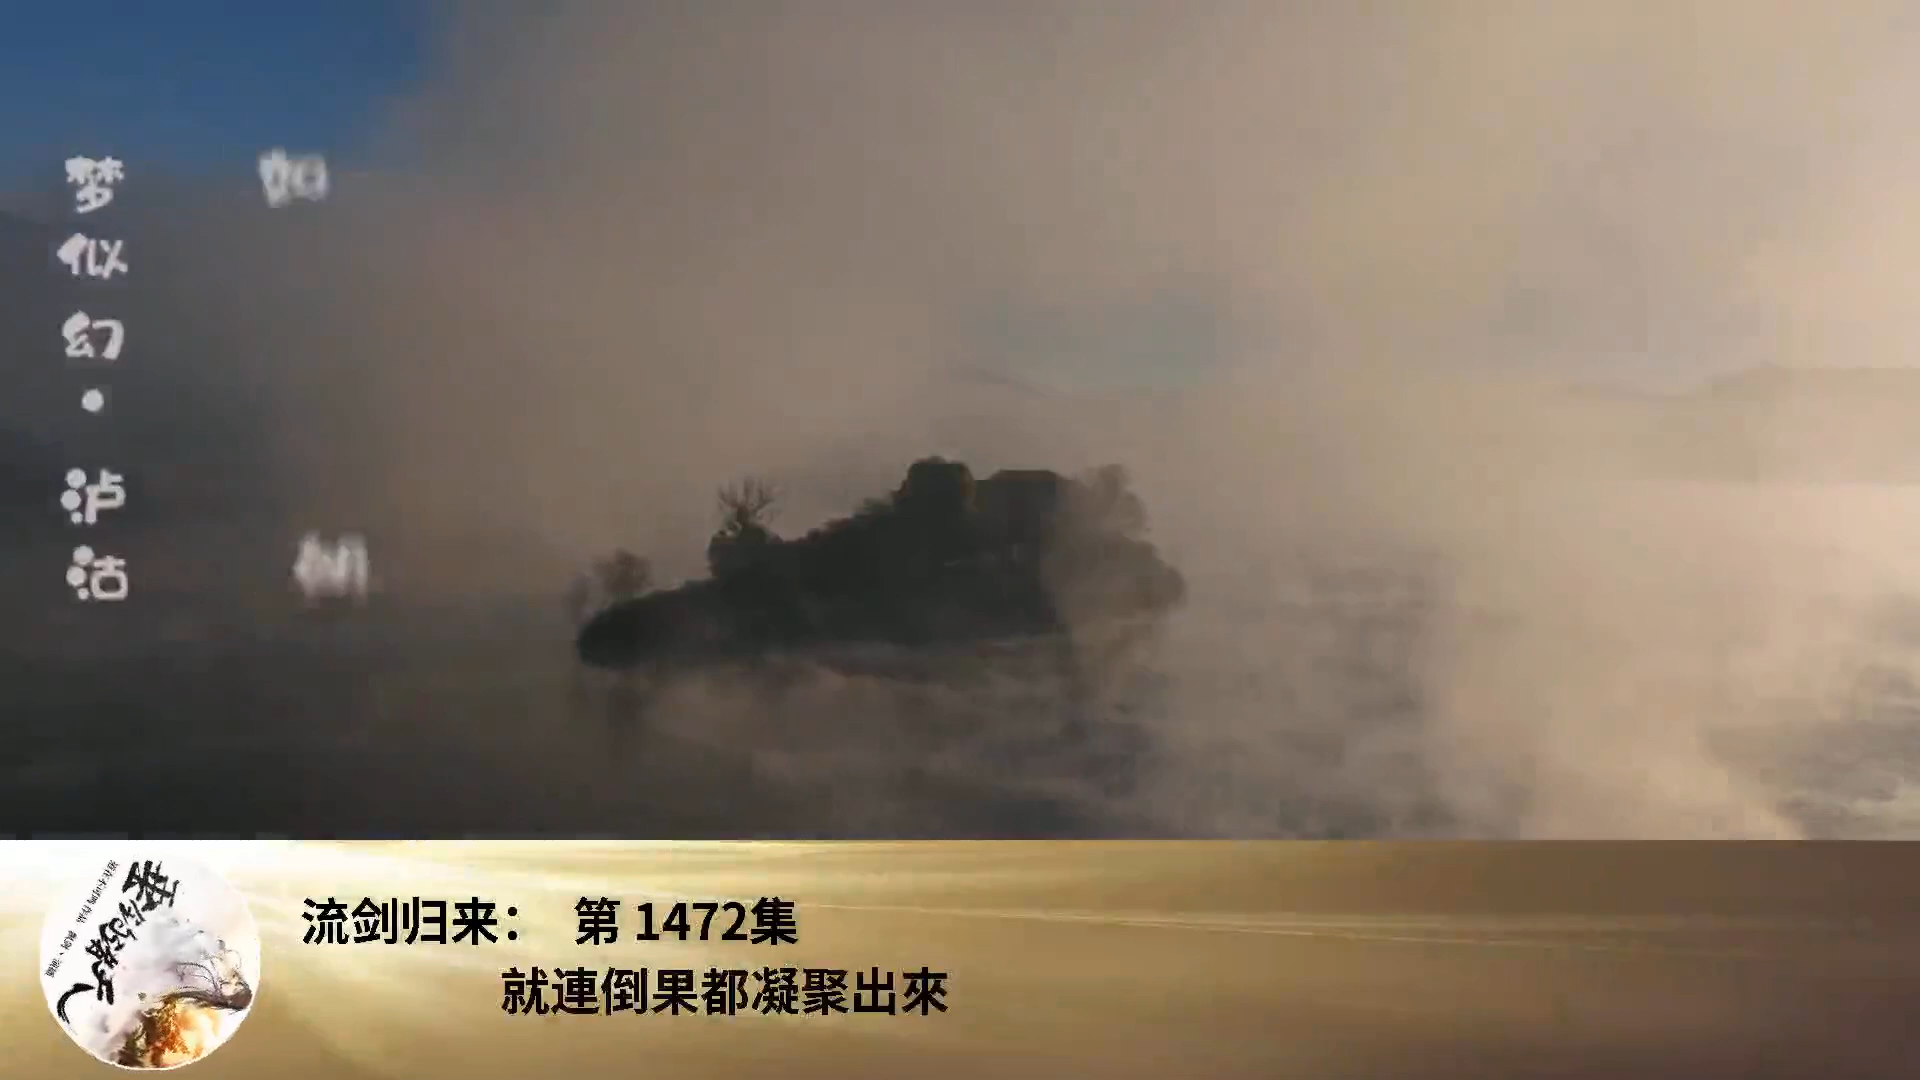 如
梦似幻·泸沽
流剑归来： 第 1472集
就連倒果都凝聚出來